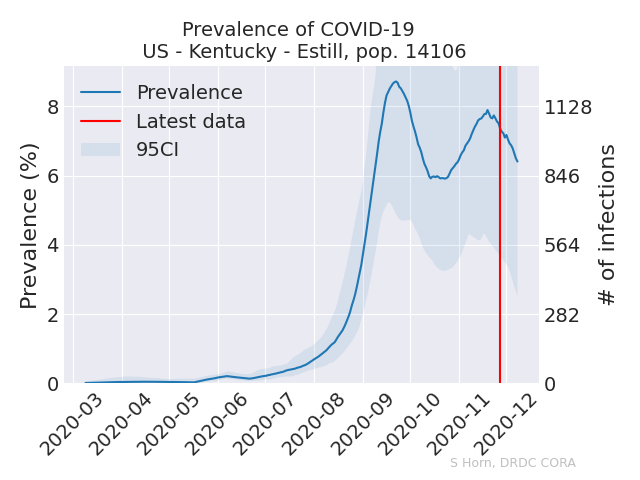 Prevalence of COVID-19
US - Kentucky - Estill, pop. 14106
Prevalence
Latest data
95CI
Prevalence (%)
8
6
4
2
0
# of infections
1128
846
564
282
0
2020-03
2020-04
2020-05
2020-06
2020-07
2020-08
2020-09
2020-10
2020-11
2020-12
S Horn, DRDC CORA